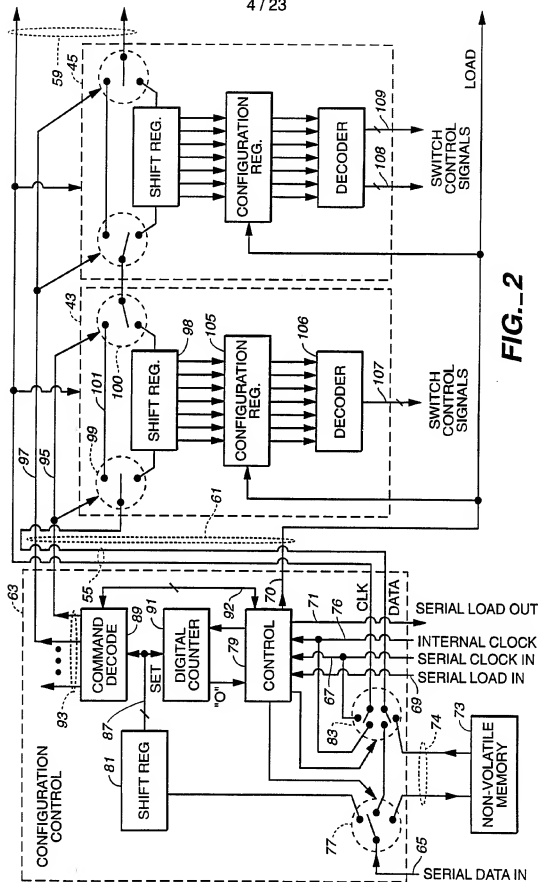 4 / 23
59
45
SHIFT REG.
CONFIGURATION REG.
DECODER
109
108
SWITCH CONTROL SIGNALS
LOAD
43
97
95
99
101
100
SHIFT REG.
98
CONFIGURATION REG.
105
DECODER
106
107
SWITCH CONTROL SIGNALS
FIG._2
61
55
63
CONFIGURATION CONTROL
93
COMMAND DECODE
89
87
SET
81
SHIFT REG.
DIGITAL COUNTER
91
92
"O"
79
CONTROL
70
71
76
67
69
CLK
DATA
SERIAL LOAD OUT
INTERNAL CLOCK
SERIAL CLOCK IN
SERIAL LOAD IN
83
77
74
73
NON-VOLATILE MEMORY
65
SERIAL DATA IN